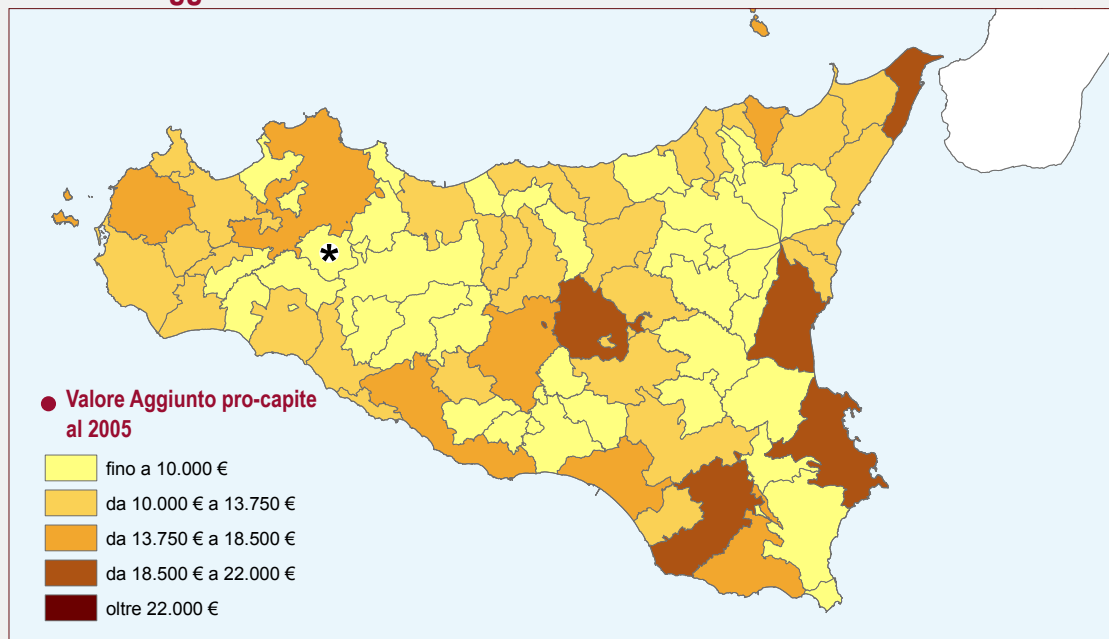 Valore Aggiunto pro-capite
al 2005
fino a 10.000 €
da 10.000 € a 13.750 €
da 13.750 € a 18.500 €
da 18.500 € a 22.000 €
oltre 22.000 €
*